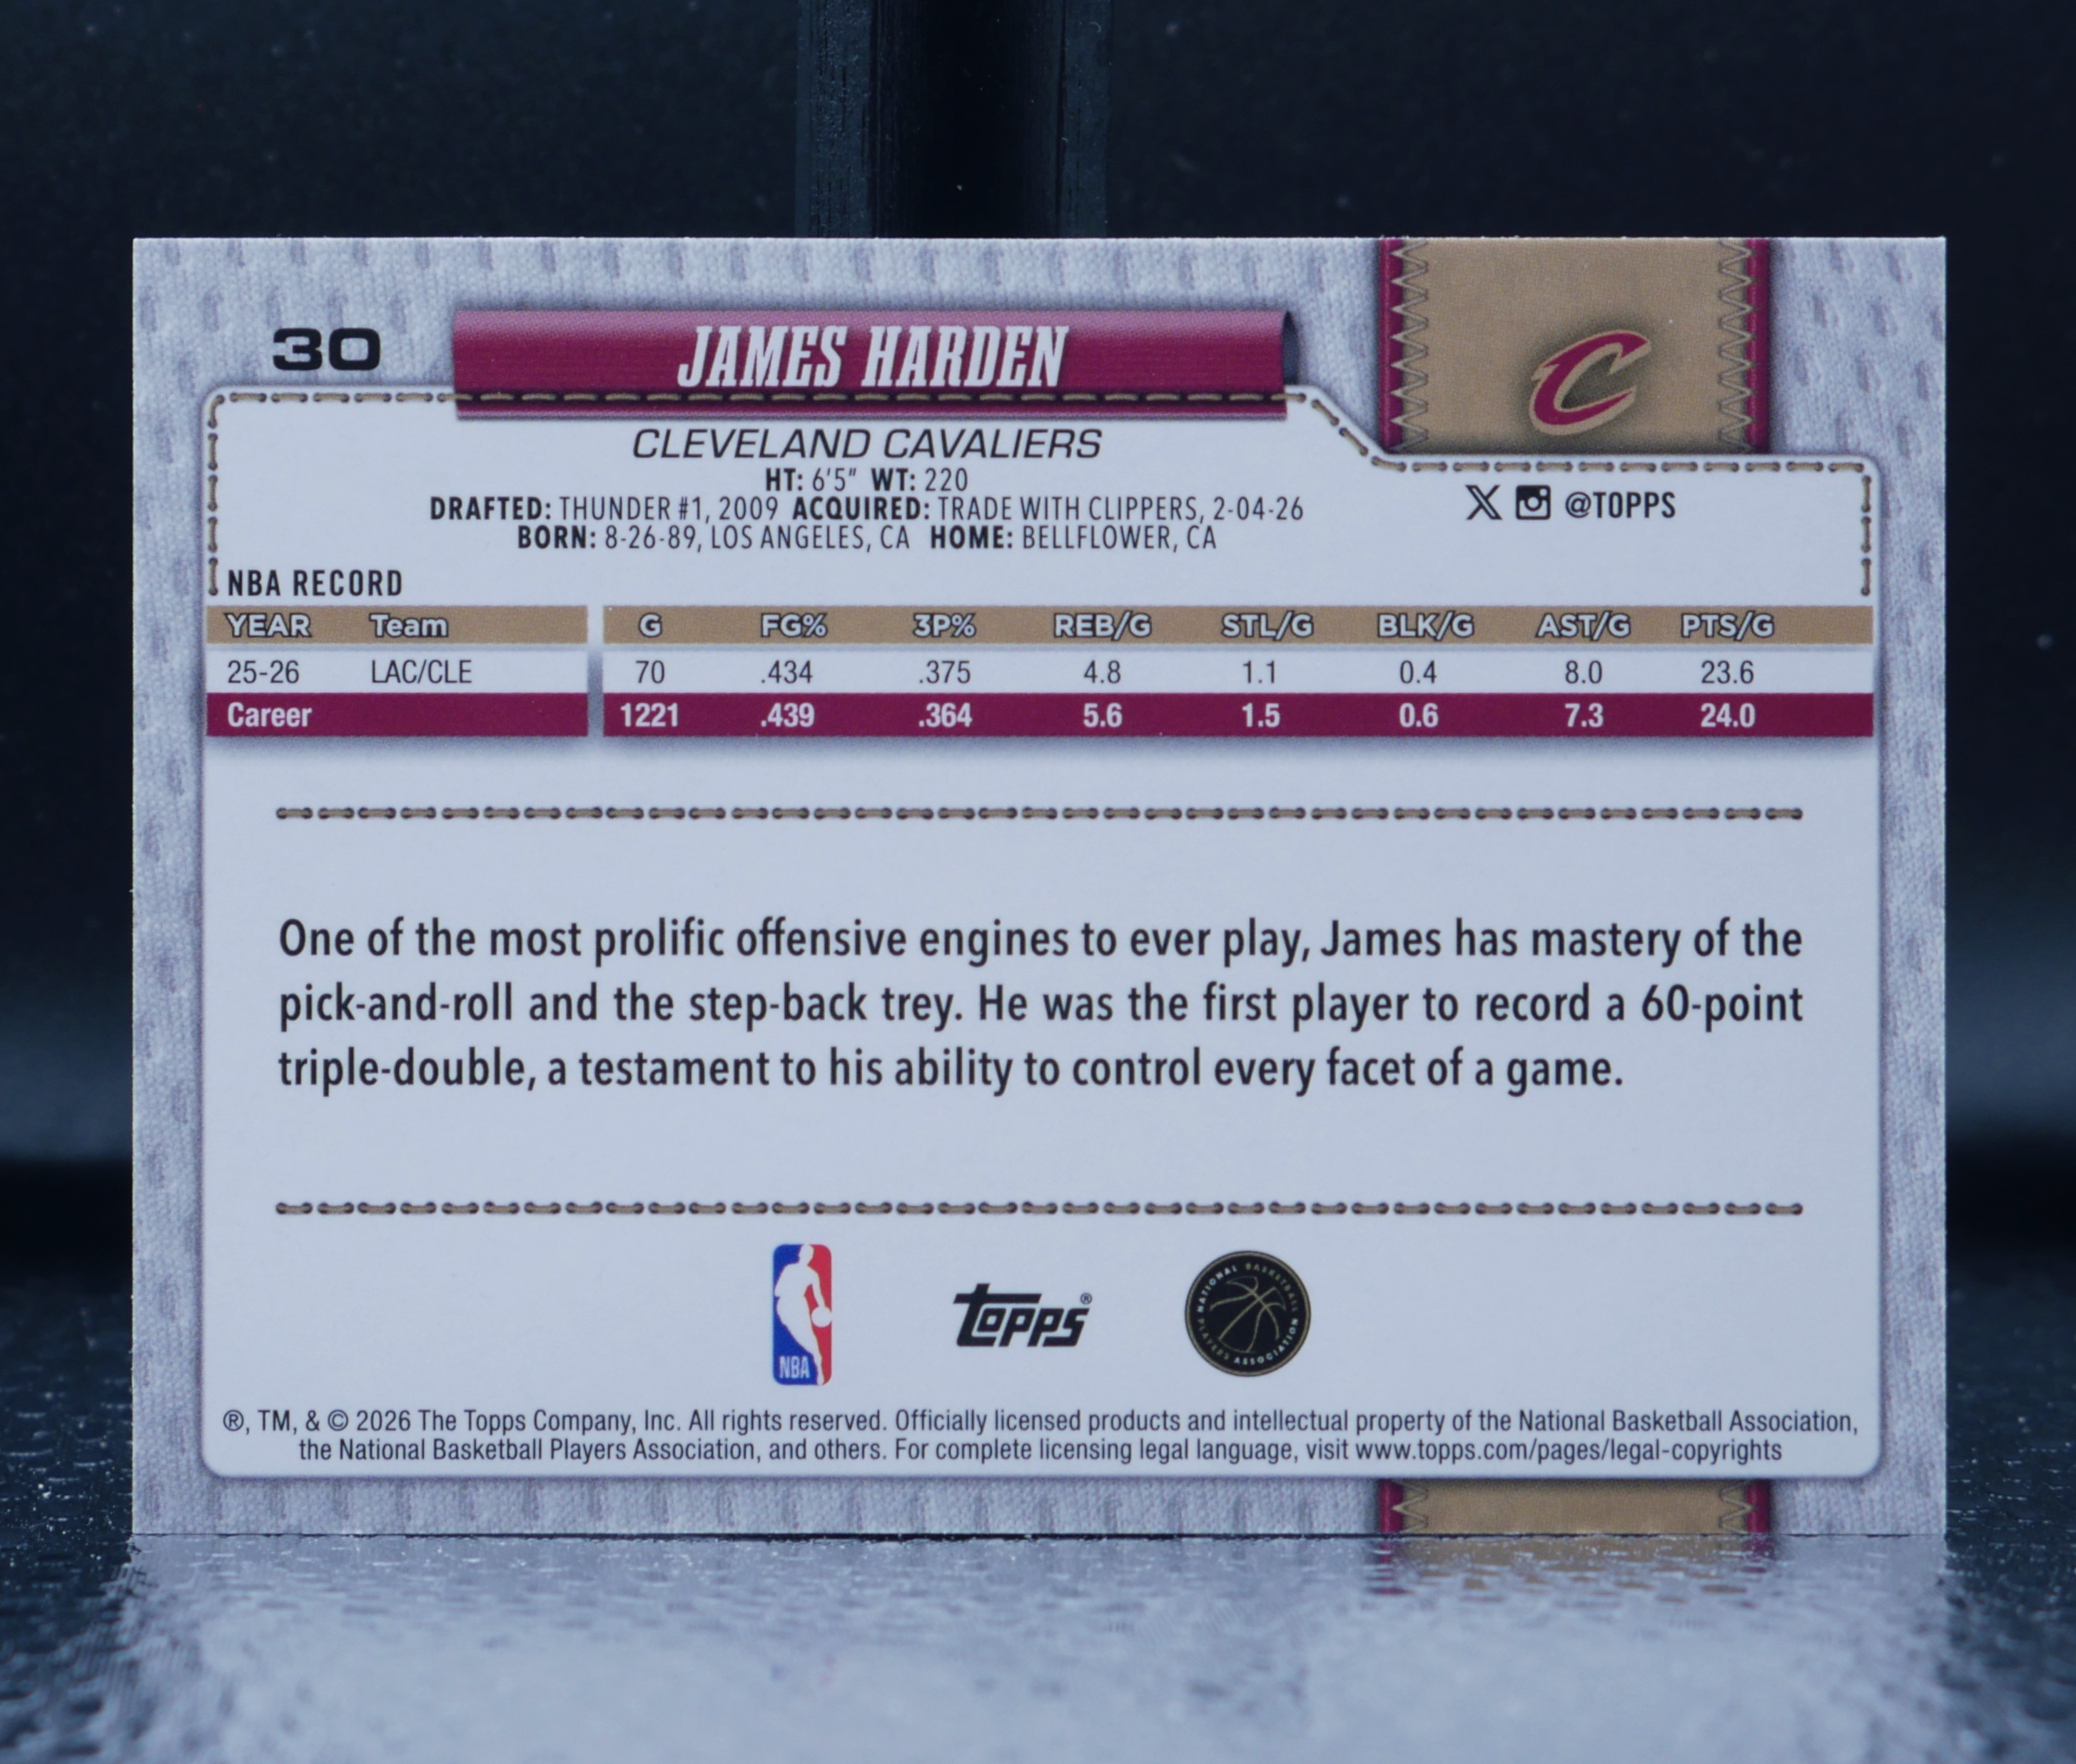 30
JAMES HARDEN
C
CLEVELAND CAVALIERS
HT: 6'5" WT: 220
DRAFTED: THUNDER #1, 2009 ACQUIRED: TRADE WITH CLIPPERS, 2-04-26
BORN: 8-26-89, LOS ANGELES, CA HOME: BELLFLOWER, CA
X @TOPPS
NBA RECORD
YEAR Team G FG% 3P% REB/G STL/G BLK/G AST/G PTS/G
25-26 LAC/CLE 70 .434 .375 4.8 1.1 0.4 8.0 23.6
Career 1221 .439 .364 5.6 1.5 0.6 7.3 24.0
One of the most prolific offensive engines to ever play, James has mastery of the
pick-and-roll and the step-back trey. He was the first player to record a 60-point
triple-double, a testament to his ability to control every facet of a game.
NBA
Topps®
NATIONAL BASKETBALL PLAYERS ASSOCIATION
®, TM, & © 2026 The Topps Company, Inc. All rights reserved. Officially licensed products and intellectual property of the National Basketball Association,
the National Basketball Players Association, and others. For complete licensing legal language, visit www.topps.com/pages/legal-copyrights